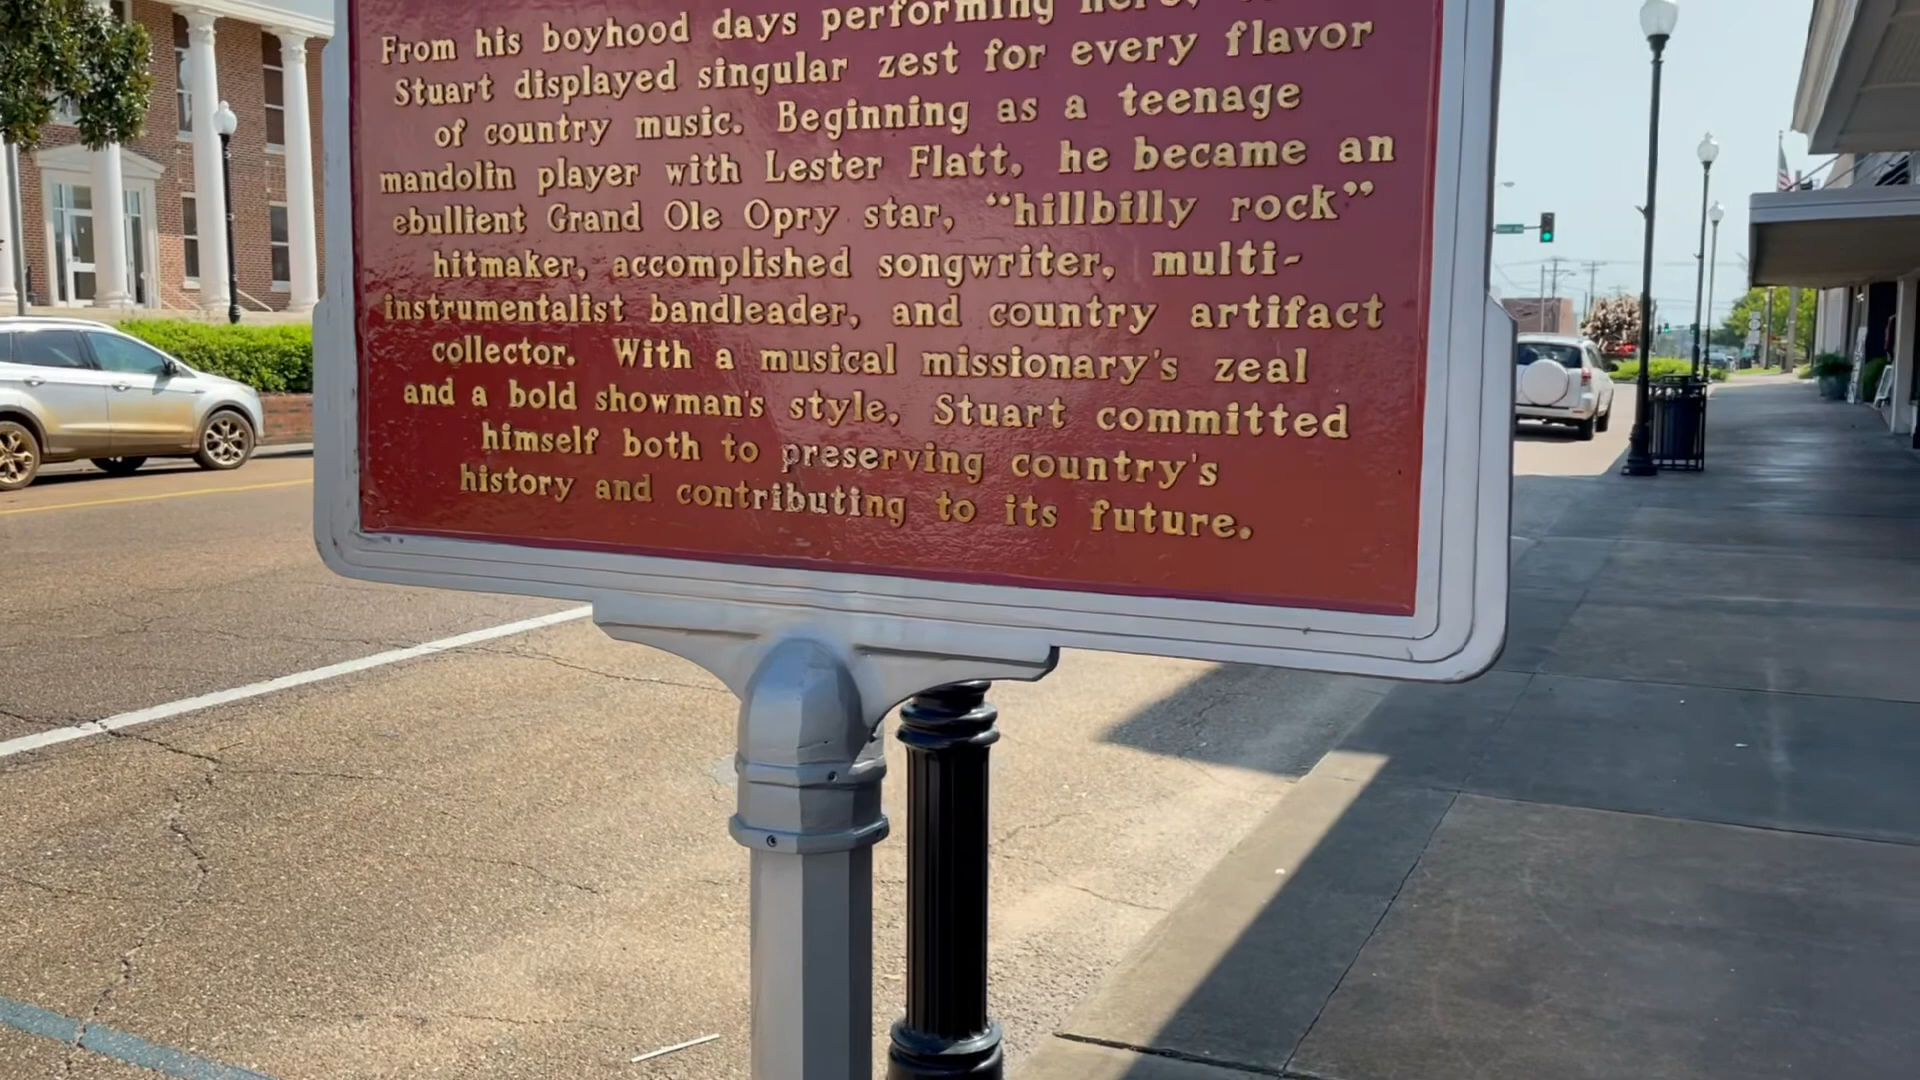 From his boyhood days performing here,
Stuart displayed singular zest for every flavor
of country music. Beginning as a teenage
mandolin player with Lester Flatt, he became an
ebullient Grand Ole Opry star, “hillbilly rock”
hitmaker, accomplished songwriter, multi-
instrumentalist bandleader, and country artifact
collector. With a musical missionary's zeal
and a bold showman's style, Stuart committed
himself both to preserving country's
history and contributing to its future.